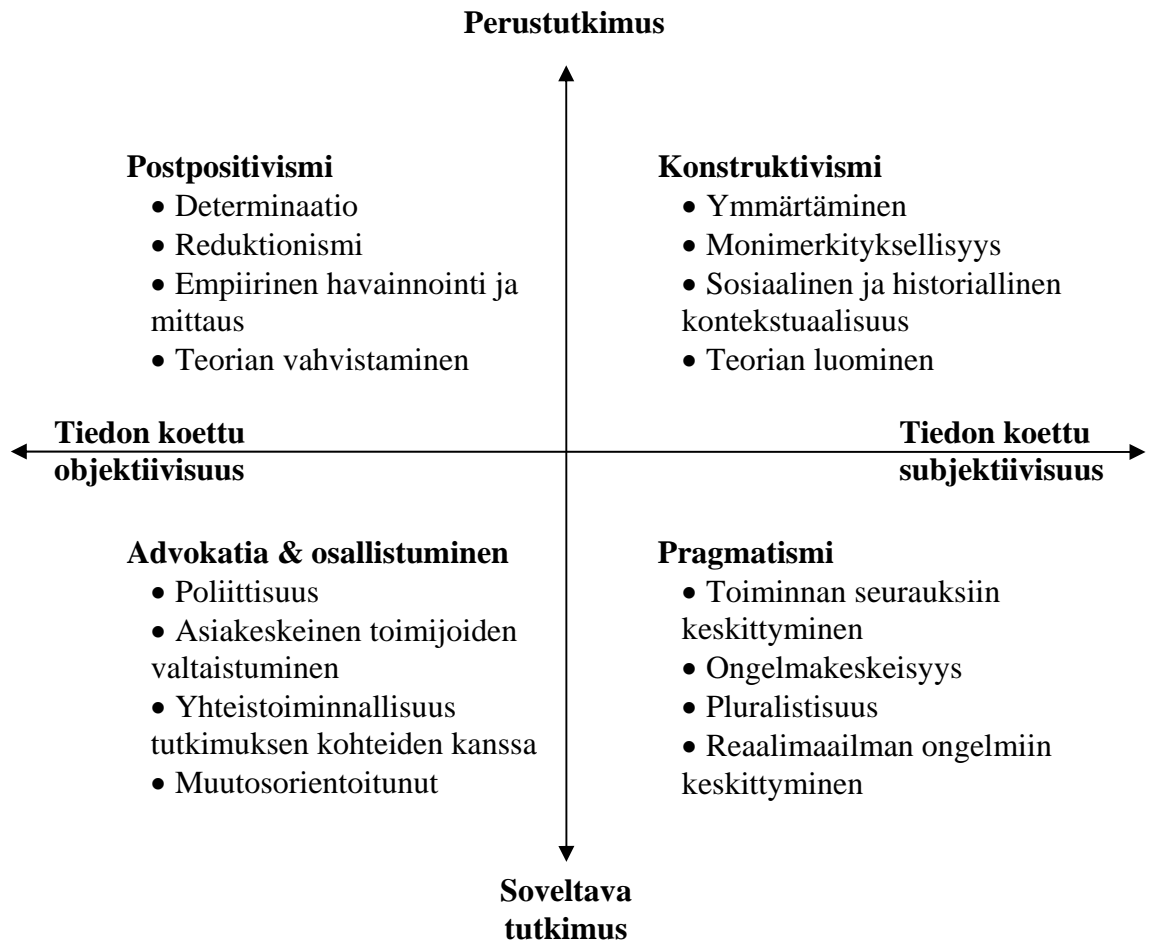 Perustutkimus
Postpositivismi
• Determinaatio
• Reduktionismi
• Empiirinen havainnointi ja
mittaus
• Teorian vahvistaminen
Konstruktivismi
• Ymmärtäminen
• Monimerkityksellisyys
• Sosiaalinen ja historiallinen
kontekstuaalisuus
• Teorian luominen
Tiedon koettu
objektiivisuus
Tiedon koettu
subjektiivisuus
Advokatia & osallistuminen
• Poliittisuus
• Asiakeskeinen toimijoiden
valtaistuminen
• Yhteistoiminnallisuus
tutkimuksen kohteiden kanssa
• Muutosorientoitunut
Pragmatismi
• Toiminnan seurauksiin
keskittyminen
• Ongelmakeskeisyys
• Pluralistisuus
• Reaalimaailman ongelmiin
keskittyminen
Soveltava
tutkimus